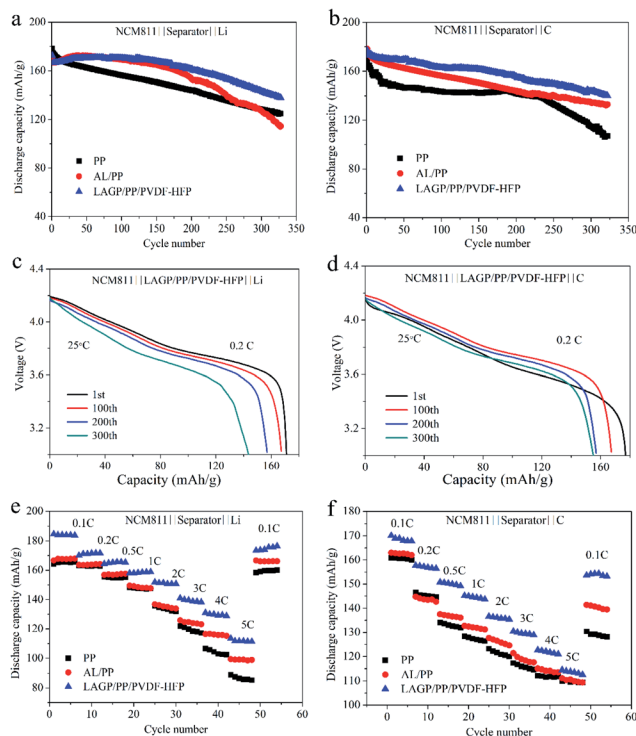 a
NCM811||Separator||Li
Discharge capacity (mAh/g)
200
160
120
80
40
PP
AL/PP
LAGP/PP/PVDF-HFP
0 50 100 150 200 250 300 350
Cycle number
b
NCM811||Separator||C
Discharge capacity (mAh/g)
200
160
120
80
40
PP
AL/PP
LAGP/PP/PVDF-HFP
0 50 100 150 200 250 300 350
Cycle number
c
NCM811||LAGP/PP/PVDF-HFP||Li
Voltage (V)
4.4
4.0
3.6
3.2
25°C
0.2 C
1st
100th
200th
300th
0 40 80 120 160
Capacity (mAh/g)
d
NCM811||LAGP/PP/PVDF-HFP||C
Voltage (V)
4.4
4.0
3.6
3.2
25°C
0.2 C
1st
100th
200th
300th
0 40 80 120 160
Capacity (mAh/g)
e
NCM811||Separator||Li
Discharge capacity (mAh/g)
200
180
160
140
120
100
80
0.1C
0.2C
0.5C
1C
2C
3C
4C
5C
0.1C
PP
AL/PP
LAGP/PP/PVDF-HFP
0 10 20 30 40 50 60
Cycle number
f
NCM811||Separator||C
Discharge capacity (mAh/g)
180
170
160
150
140
130
120
110
100
0.1C
0.2C
0.5C
1C
2C
3C
4C
5C
0.1C
PP
AL/PP
LAGP/PP/PVDF-HFP
0 10 20 30 40 50 60
Cycle number